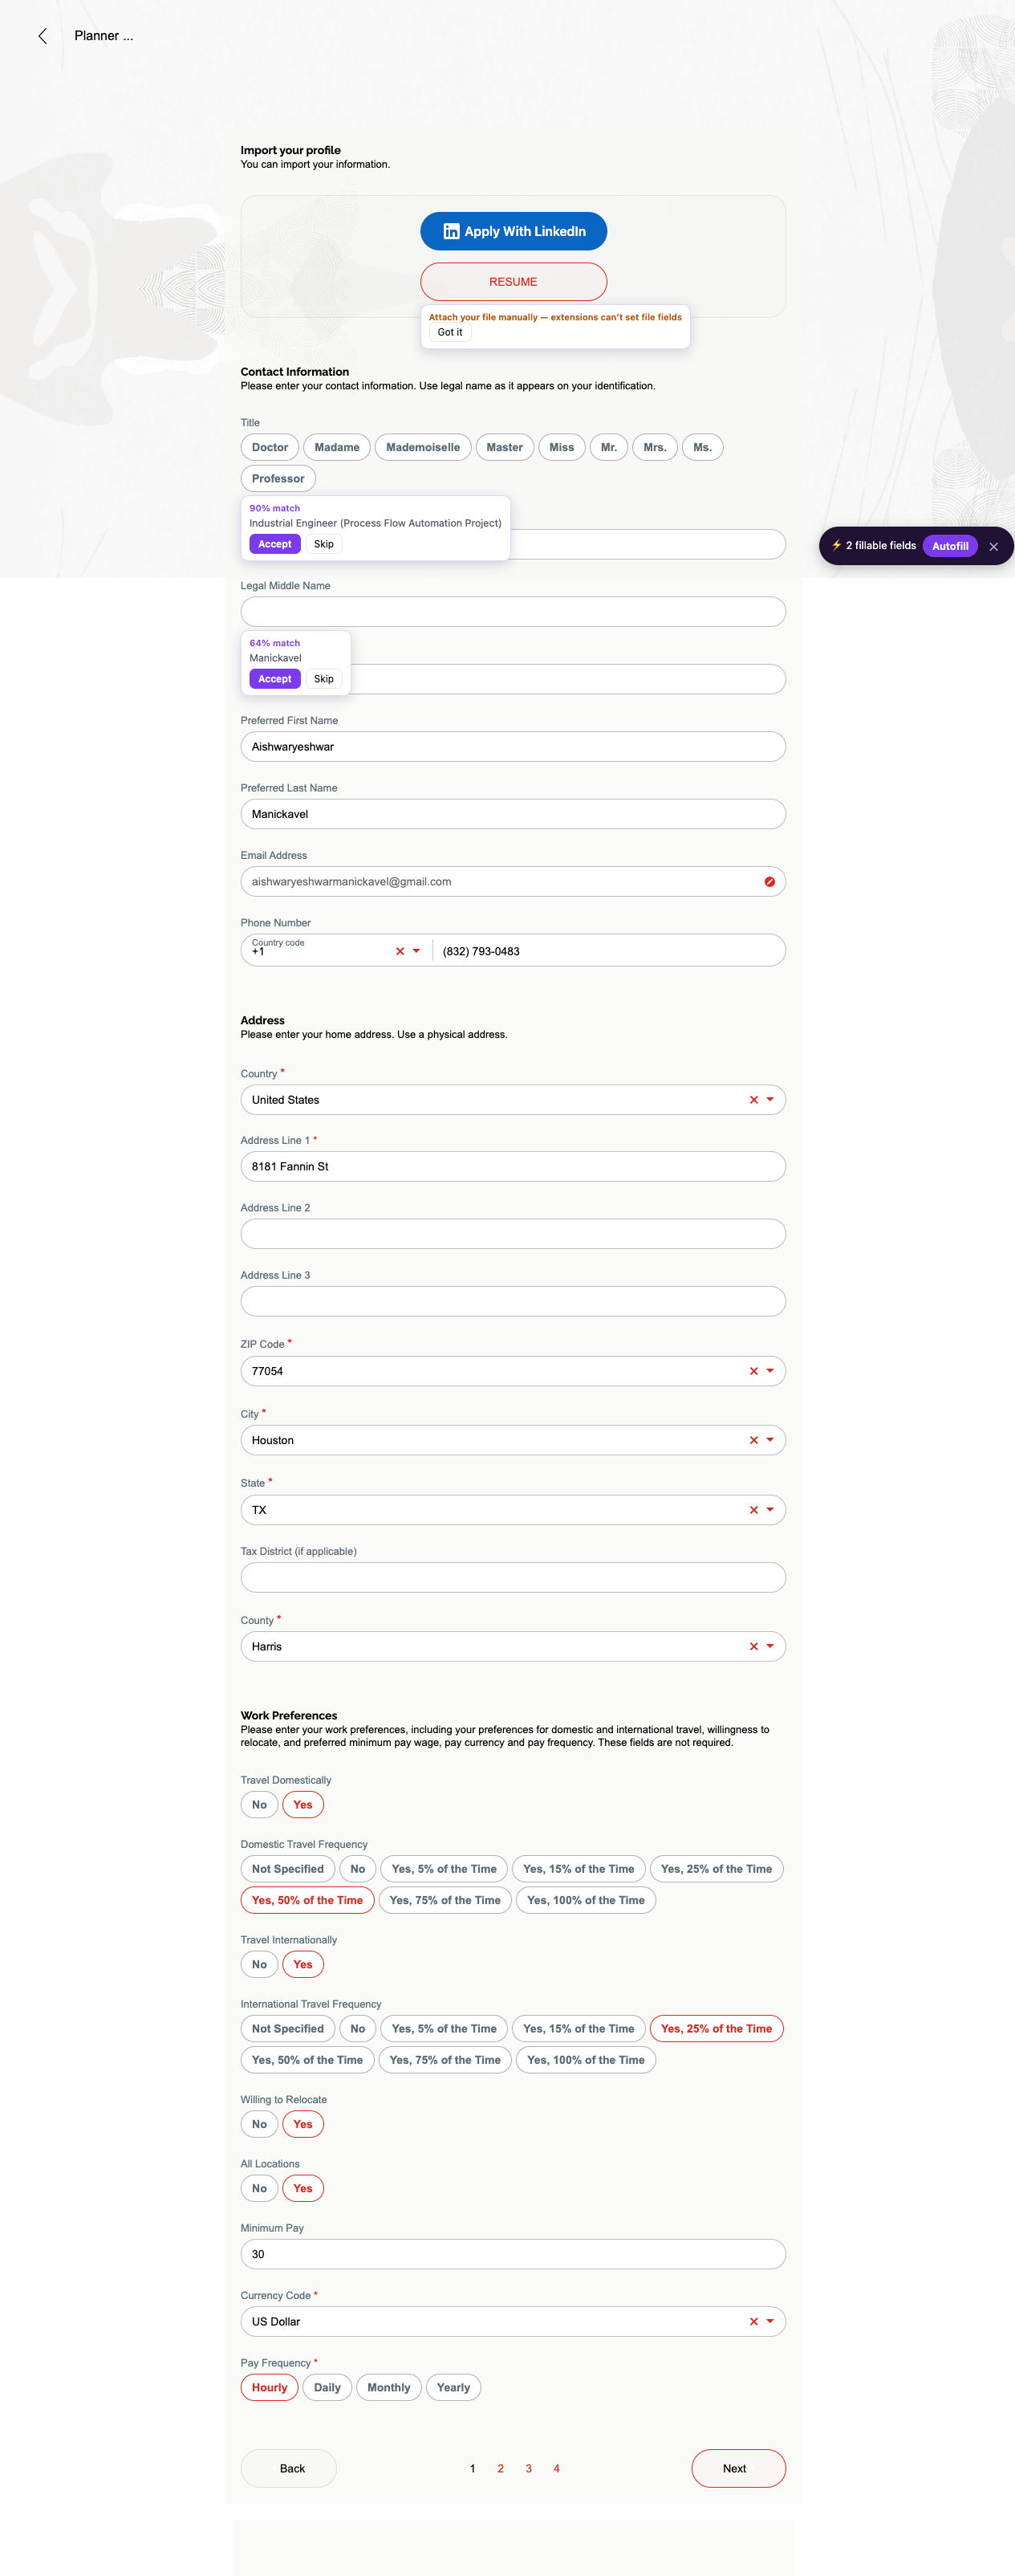 Planner ...
Import your profile
You can import your information.
Apply With LinkedIn
RESUME
Attach your file manually — extensions can't set file fields
Got it
Contact Information
Please enter your contact information. Use legal name as it appears on your identification.
Title
Doctor Madame Mademoiselle Master Miss Mr. Mrs. Ms.
Professor
90% match
Industrial Engineer (Process Flow Automation Project)
Accept Skip
⚡ 2 fillable fields Autofill ✕
Legal Middle Name
64% match
Manickavel
Accept Skip
Preferred First Name
Aishwaryeshwar
Preferred Last Name
Manickavel
Email Address
aishwaryeshwarmanickavel@gmail.com
Phone Number
Country code
+1 (832) 793-0483
Address
Please enter your home address. Use a physical address.
Country *
United States
Address Line 1 *
8181 Fannin St
Address Line 2
Address Line 3
ZIP Code *
77054
City *
Houston
State *
TX
Tax District (if applicable)
County *
Harris
Work Preferences
Please enter your work preferences, including your preferences for domestic and international travel, willingness to
relocate, and preferred minimum pay wage, pay currency and pay frequency. These fields are not required.
Travel Domestically
No Yes
Domestic Travel Frequency
Not Specified No Yes, 5% of the Time Yes, 15% of the Time Yes, 25% of the Time
Yes, 50% of the Time Yes, 75% of the Time Yes, 100% of the Time
Travel Internationally
No Yes
International Travel Frequency
Not Specified No Yes, 5% of the Time Yes, 15% of the Time Yes, 25% of the Time
Yes, 50% of the Time Yes, 75% of the Time Yes, 100% of the Time
Willing to Relocate
No Yes
All Locations
No Yes
Minimum Pay
30
Currency Code *
US Dollar
Pay Frequency *
Hourly Daily Monthly Yearly
Back 1 2 3 4 Next